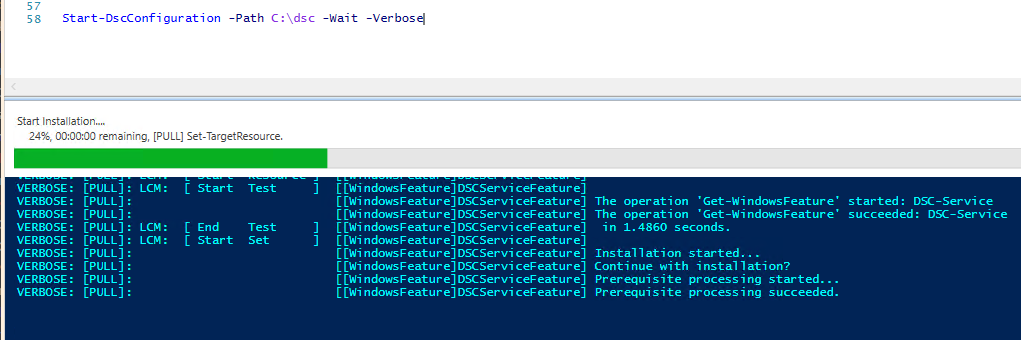 57
58 Start-DscConfiguration -Path C:\dsc -Wait -Verbose
Start Installation....
24%, 00:00:00 remaining, [PULL] Set-TargetResource.
VERBOSE: [PULL]: LCM:  [ Start  Resource ]  [[WindowsFeature]DSCServiceFeature]
VERBOSE: [PULL]: LCM:  [ Start  Test     ]  [[WindowsFeature]DSCServiceFeature]
VERBOSE: [PULL]:                            [[WindowsFeature]DSCServiceFeature] The operation 'Get-WindowsFeature' started: DSC-Service
VERBOSE: [PULL]:                            [[WindowsFeature]DSCServiceFeature] The operation 'Get-WindowsFeature' succeeded: DSC-Service
VERBOSE: [PULL]: LCM:  [ End    Test     ]  [[WindowsFeature]DSCServiceFeature]  in 1.4860 seconds.
VERBOSE: [PULL]: LCM:  [ Start  Set      ]  [[WindowsFeature]DSCServiceFeature]
VERBOSE: [PULL]:                            [[WindowsFeature]DSCServiceFeature] Installation started...
VERBOSE: [PULL]:                            [[WindowsFeature]DSCServiceFeature] Continue with installation?
VERBOSE: [PULL]:                            [[WindowsFeature]DSCServiceFeature] Prerequisite processing started...
VERBOSE: [PULL]:                            [[WindowsFeature]DSCServiceFeature] Prerequisite processing succeeded.